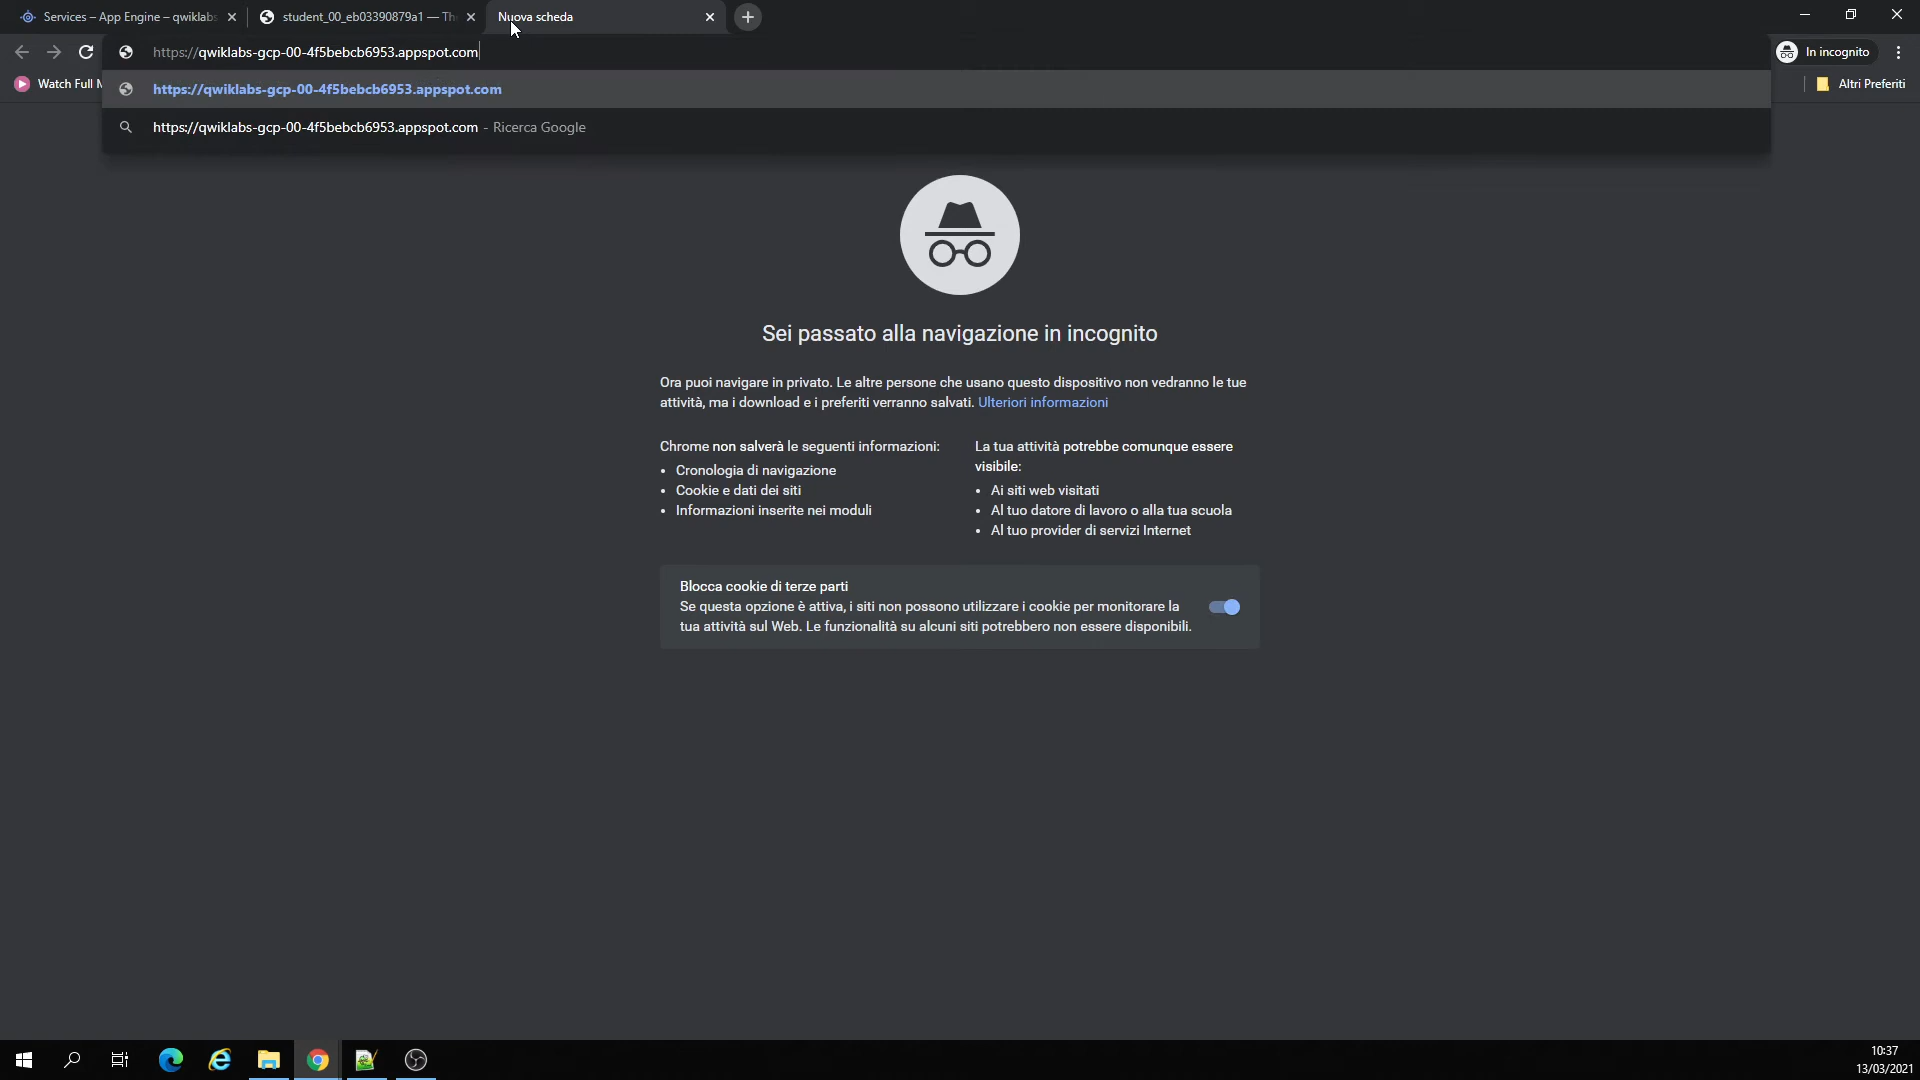 Services – App Engine – qwiklabs
student_00_eb03390879a1 — Th
Nuova scheda
https://qwiklabs-gcp-00-4f5bebcb6953.appspot.com
In incognito
Watch Full M
https://qwiklabs-gcp-00-4f5bebcb6953.appspot.com
Altri Preferiti
https://qwiklabs-gcp-00-4f5bebcb6953.appspot.com - Ricerca Google
Sei passato alla navigazione in incognito
Ora puoi navigare in privato. Le altre persone che usano questo dispositivo non vedranno le tue
attività, ma i download e i preferiti verranno salvati. Ulteriori informazioni
Chrome non salverà le seguenti informazioni:
• Cronologia di navigazione
• Cookie e dati dei siti
• Informazioni inserite nei moduli
La tua attività potrebbe comunque essere
visibile:
• Ai siti web visitati
• Al tuo datore di lavoro o alla tua scuola
• Al tuo provider di servizi Internet
Blocca cookie di terze parti
Se questa opzione è attiva, i siti non possono utilizzare i cookie per monitorare la
tua attività sul Web. Le funzionalità su alcuni siti potrebbero non essere disponibili.
10:37
13/03/2021